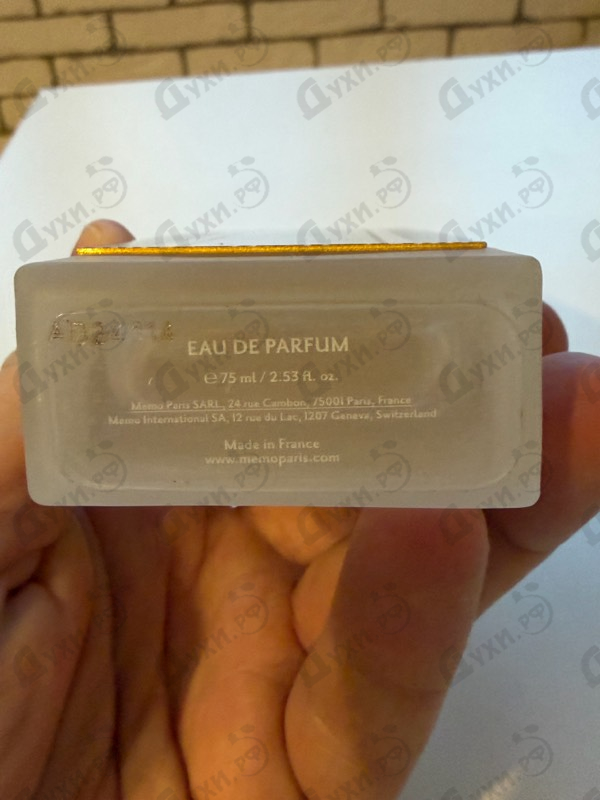 EAU DE PARFUM
℮ 75 ml / 2.53 fl. oz.
Memo Paris SARL, 24 rue Cambon, 75001 Paris, France
Memo International SA, 12 rue du Lac, 1207 Geneva, Switzerland
Made in France
www.memoparis.com
Духи.РФ